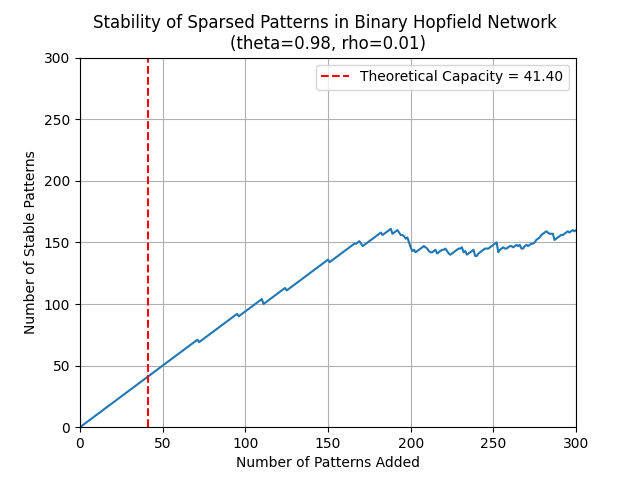 Stability of Sparsed Patterns in Binary Hopfield Network
(theta=0.98, rho=0.01)
Theoretical Capacity = 41.40
Number of Stable Patterns
300
250
200
150
100
50
0
0 50 100 150 200 250 300
Number of Patterns Added